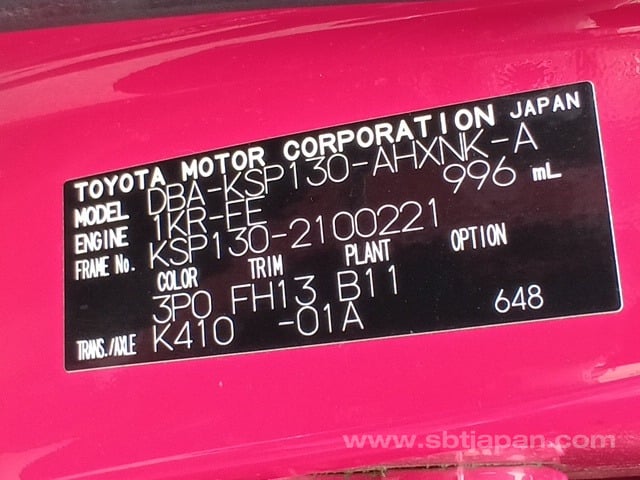 TOYOTA MOTOR CORPORATION JAPAN
MODEL DBA-KSP130-AHXNK-A
ENGINE 1KR-FE 996 mL
FRAME No. KSP130-2100221
COLOR TRIM PLANT OPTION
3P0 FH13 B11
TRANS./AXLE K410 -01A 648
www.sbtjapan.com